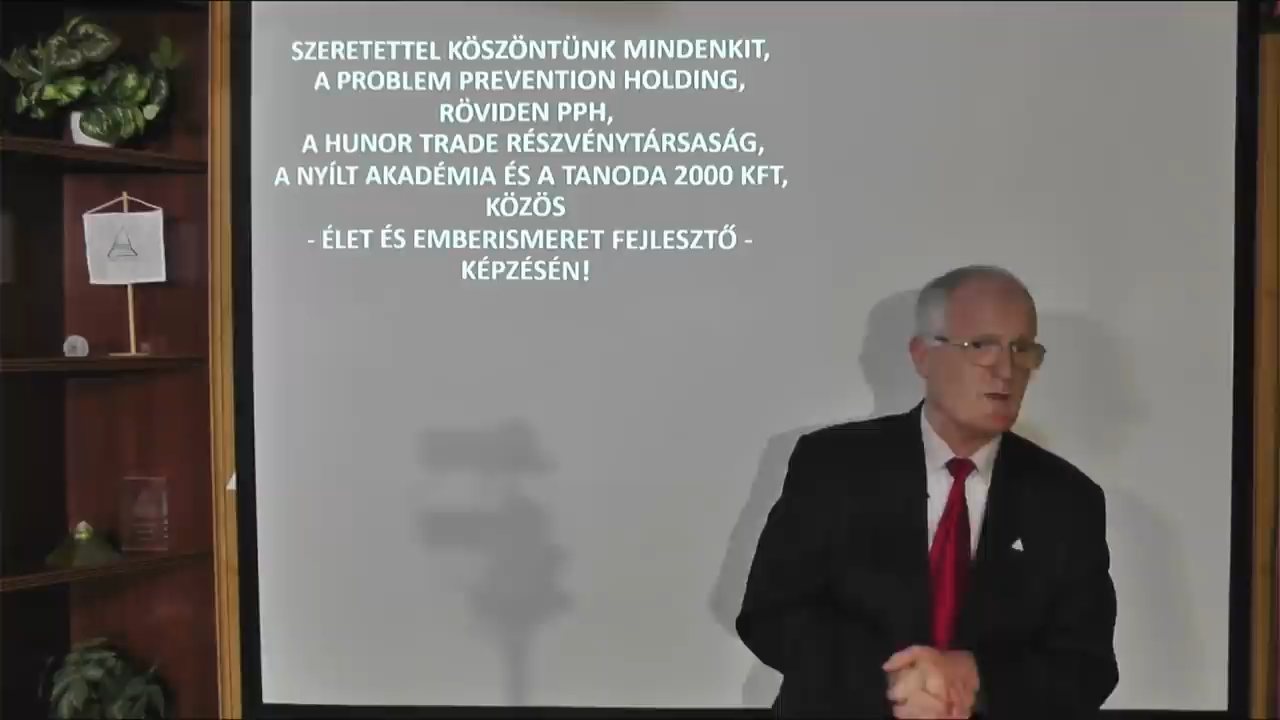 SZERETETTEL KÖSZÖNTÜNK MINDENKIT,
A PROBLEM PREVENTION HOLDING,
RÖVIDEN PPH,
A HUNOR TRADE RÉSZVÉNYTÁRSASÁG,
A NYÍLT AKADÉMIA ÉS A TANODA 2000 KFT,
KÖZÖS
- ÉLET ÉS EMBERISMERET FEJLESZTŐ -
KÉPZÉSÉN!